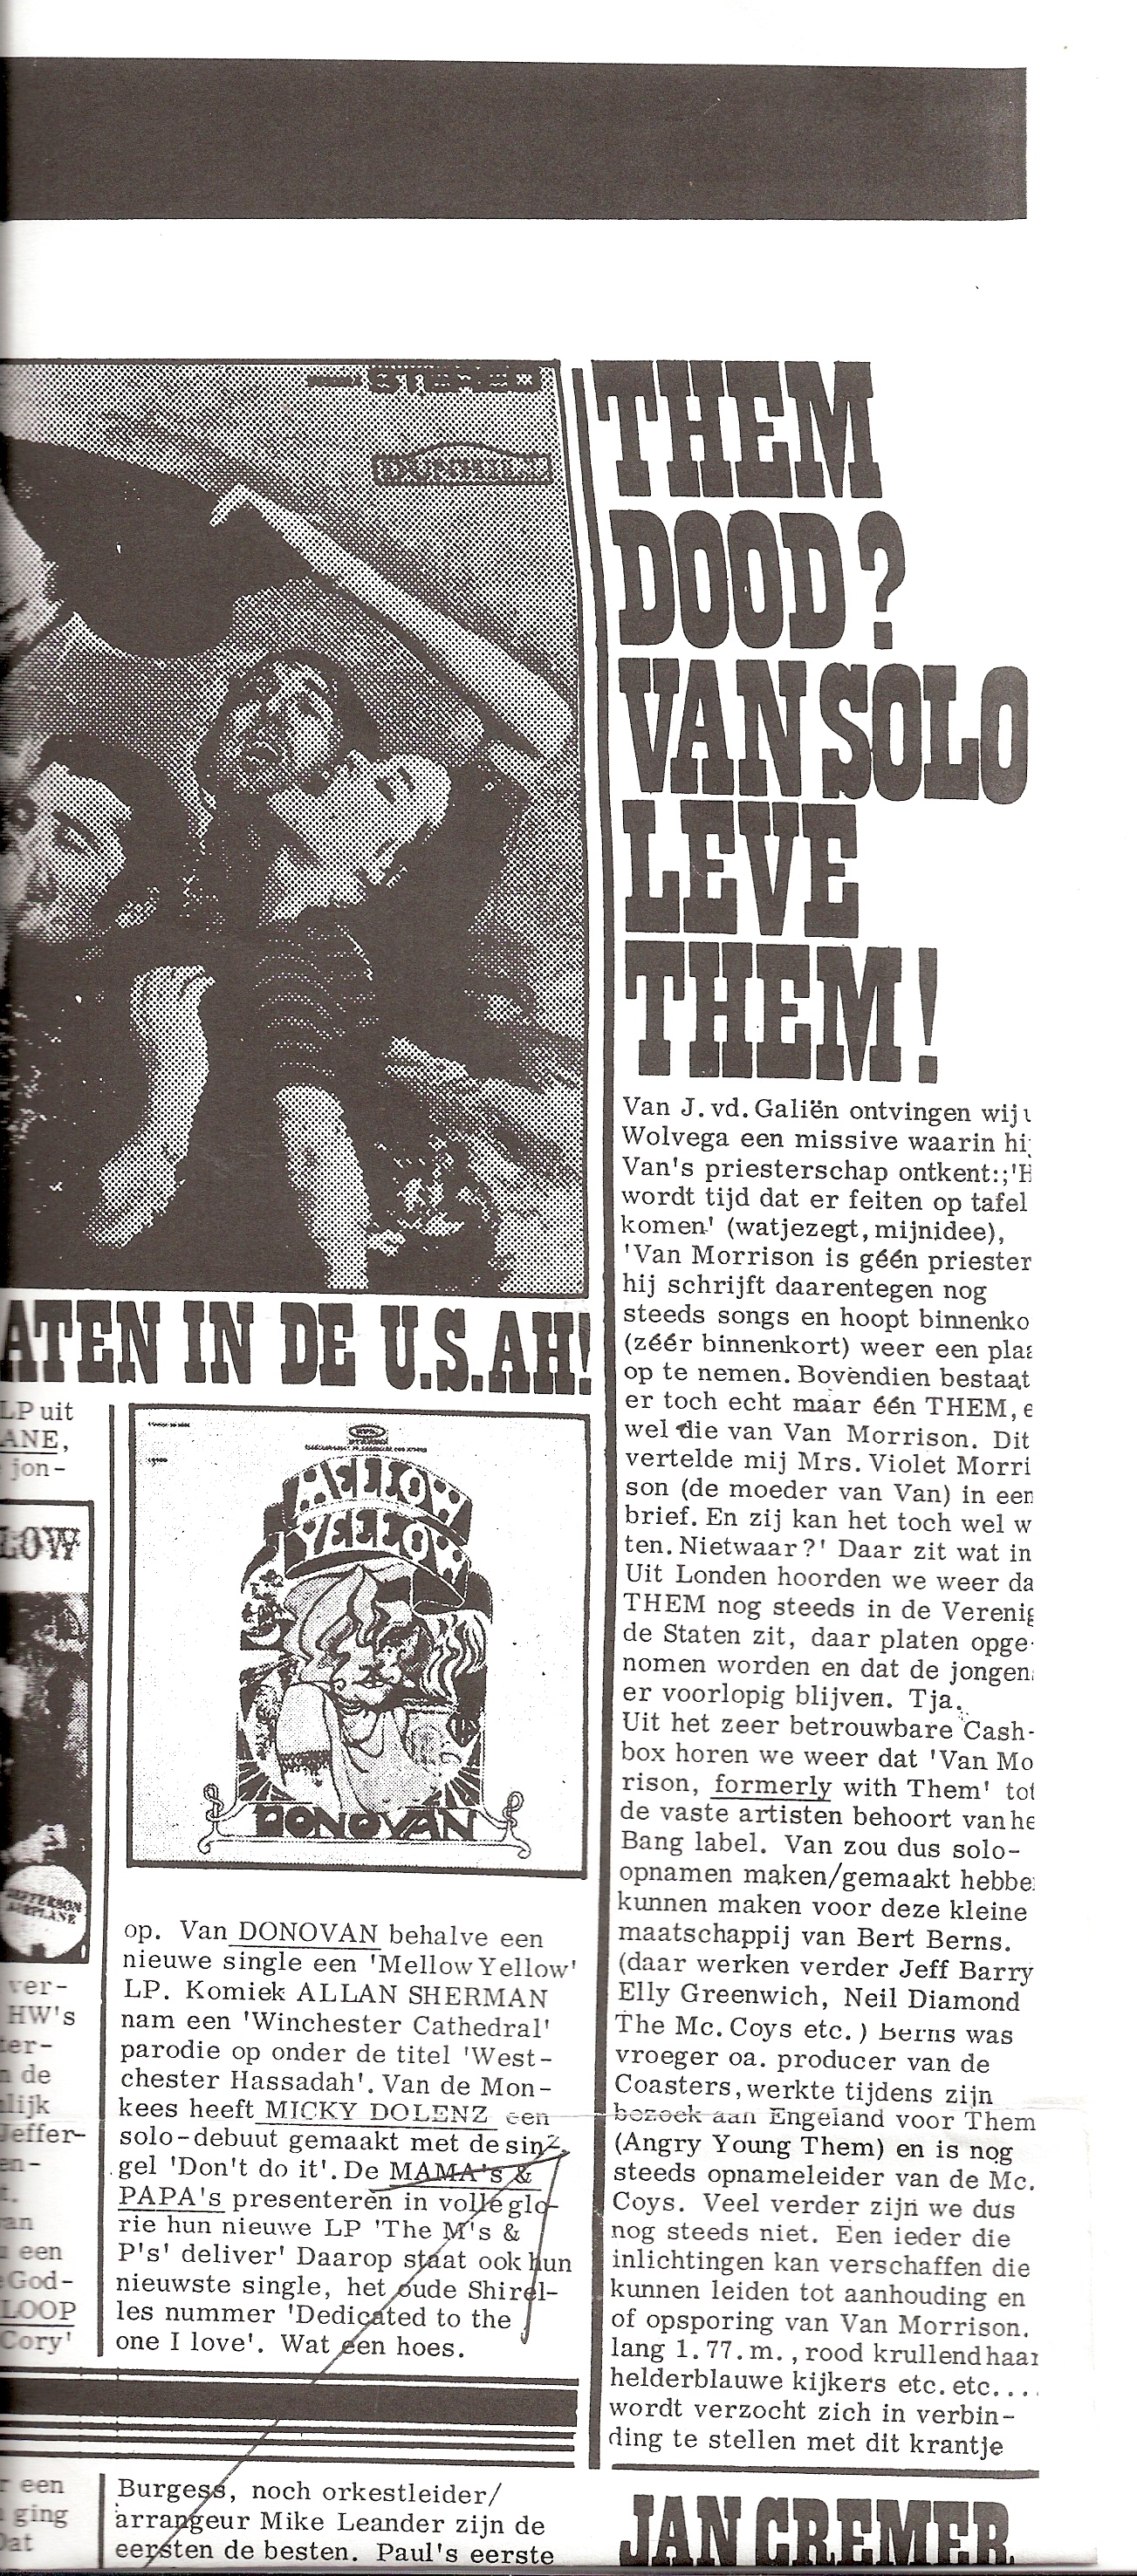 STEREO
DUNHILL
ATEN IN DE U.S.AH!
LP uit
ANE,
jon-
LOW
JEFFERSON
AIRPLANE
ver-
HW's
ter-
n de
lijk
Jeffer-
en-
t.
van
een
God-
LOOP
Cory'
MELLOW
YELLOW
DONOVAN
op. Van DONOVAN behalve een
nieuwe single een 'Mellow Yellow'
LP. Komiek ALLAN SHERMAN
nam een 'Winchester Cathedral'
parodie op onder de titel 'West-
chester Hassadah'. Van de Mon-
kees heeft MICKY DOLENZ een
solo-debuut gemaakt met de sin-
gel 'Don't do it'. De MAMA's &
PAPA's presenteren in volle glo-
rie hun nieuwe LP 'The M's &
P's' deliver' Daarop staat ook hun
nieuwste single, het oude Shirel-
les nummer 'Dedicated to the
one I love'. Wat een hoes.
THEM
DOOD?
VAN SOLO
LEVE
THEM!
Van J. vd. Galiën ontvingen wij
Wolvega een missive waarin hij
Van's priesterschap ontkent:;'H
wordt tijd dat er feiten op tafel
komen' (watjezegt, mijnidee),
'Van Morrison is géén priester
hij schrijft daarentegen nog
steeds songs en hoopt binnenko
(zéér binnenkort) weer een plaa
op te nemen. Bovendien bestaat
er toch echt maar één THEM, e
wel die van Van Morrison. Dit
vertelde mij Mrs. Violet Morri
son (de moeder van Van) in een
brief. En zij kan het toch wel w
ten. Nietwaar?' Daar zit wat in
Uit Londen hoorden we weer da
THEM nog steeds in de Verenig
de Staten zit, daar platen opge-
nomen worden en dat de jongen
er voorlopig blijven. Tja.
Uit het zeer betrouwbare Cash-
box horen we weer dat 'Van Mo
rison, formerly with Them' tot
de vaste artisten behoort van he
Bang label. Van zou dus solo-
opnamen maken/gemaakt hebbe
kunnen maken voor deze kleine
maatschappij van Bert Berns.
(daar werken verder Jeff Barry
Elly Greenwich, Neil Diamond
The Mc. Coys etc.) Berns was
vroeger oa. producer van de
Coasters, werkte tijdens zijn
bezoek aan Engeland voor Them
(Angry Young Them) en is nog
steeds opnameleider van de Mc.
Coys. Veel verder zijn we dus
nog steeds niet. Een ieder die
inlichtingen kan verschaffen die
kunnen leiden tot aanhouding en
of opsporing van Van Morrison.
lang 1.77.m., rood krullend haar
helderblauwe kijkers etc. etc....
wordt verzocht zich in verbin-
ding te stellen met dit krantje
r een
ging
Dat
Burgess, noch orkestleider/
arrangeur Mike Leander zijn de
eersten de besten. Paul's eerste
JAN CREMER